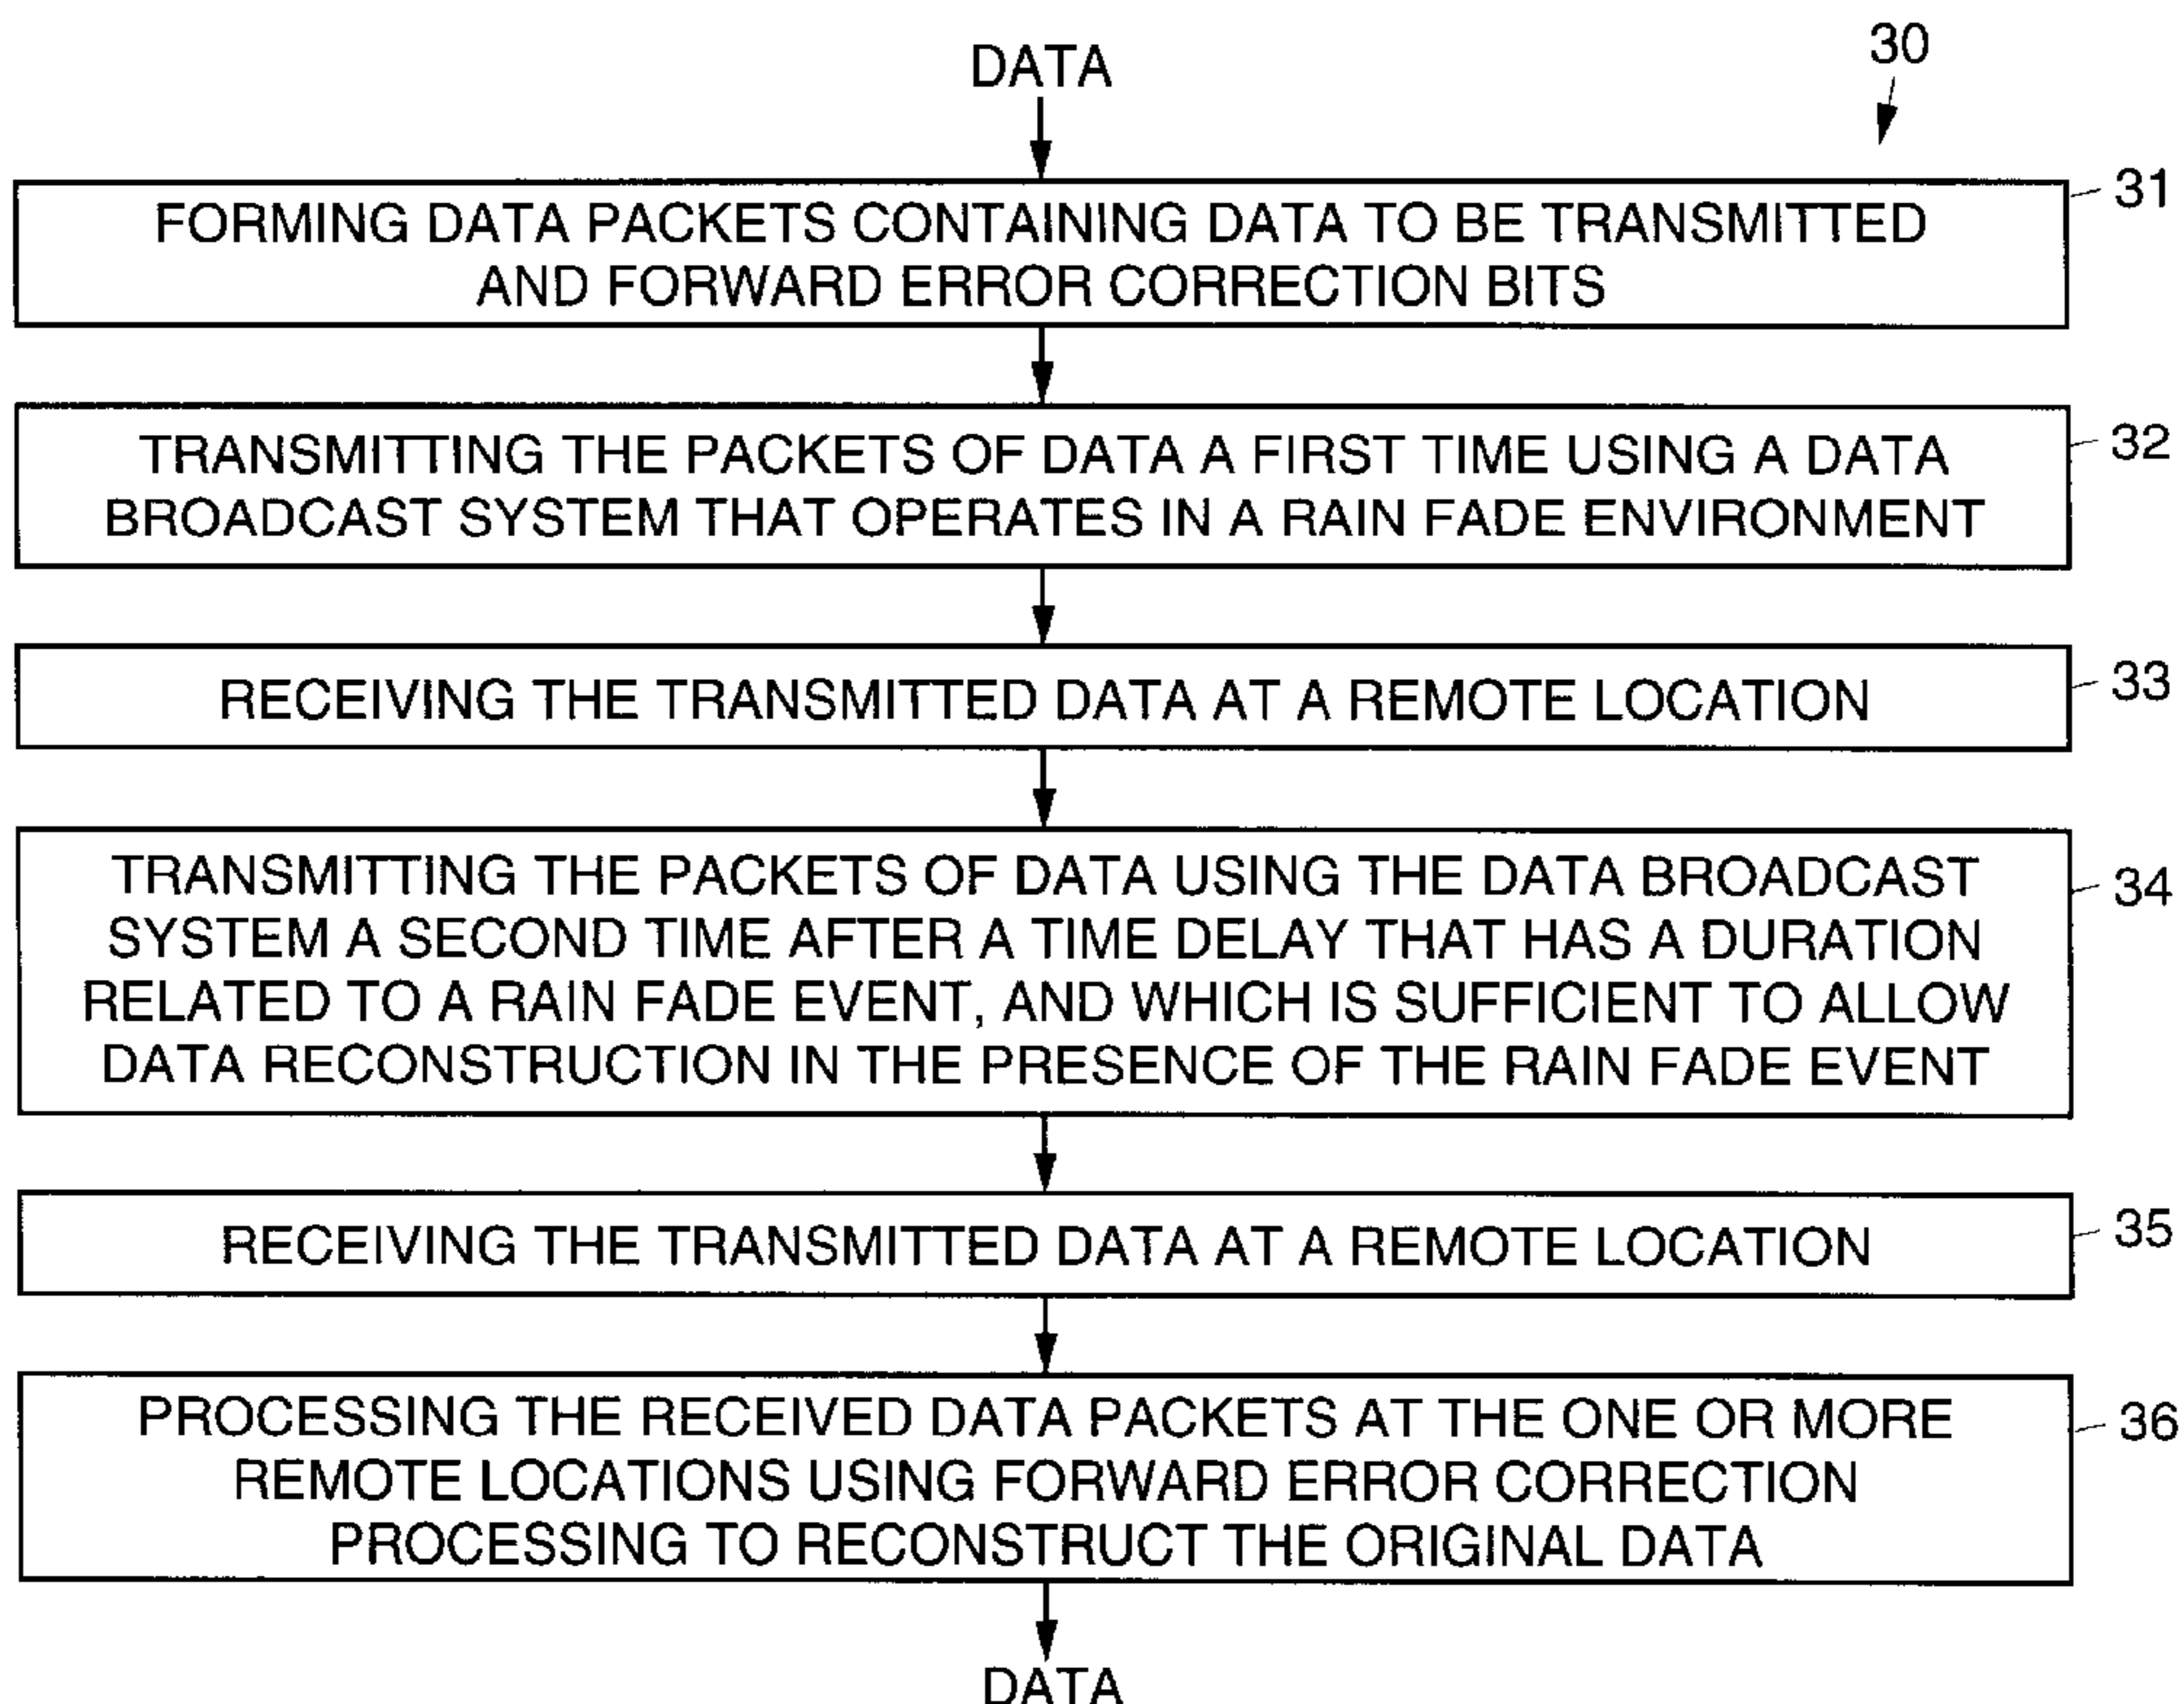 DATA
30
31
FORMING DATA PACKETS CONTAINING DATA TO BE TRANSMITTED
AND FORWARD ERROR CORRECTION BITS
32
TRANSMITTING THE PACKETS OF DATA A FIRST TIME USING A DATA
BROADCAST SYSTEM THAT OPERATES IN A RAIN FADE ENVIRONMENT
33
RECEIVING THE TRANSMITTED DATA AT A REMOTE LOCATION
34
TRANSMITTING THE PACKETS OF DATA USING THE DATA BROADCAST
SYSTEM A SECOND TIME AFTER A TIME DELAY THAT HAS A DURATION
RELATED TO A RAIN FADE EVENT, AND WHICH IS SUFFICIENT TO ALLOW
DATA RECONSTRUCTION IN THE PRESENCE OF THE RAIN FADE EVENT
35
RECEIVING THE TRANSMITTED DATA AT A REMOTE LOCATION
36
PROCESSING THE RECEIVED DATA PACKETS AT THE ONE OR MORE
REMOTE LOCATIONS USING FORWARD ERROR CORRECTION
PROCESSING TO RECONSTRUCT THE ORIGINAL DATA
DATA